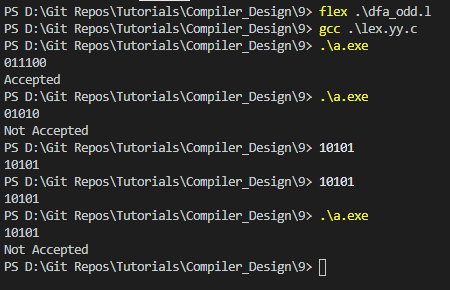 PS D:\Git Repos\Tutorials\Compiler_Design\9> flex .\dfa_odd.l
PS D:\Git Repos\Tutorials\Compiler_Design\9> gcc .\lex.yy.c
PS D:\Git Repos\Tutorials\Compiler_Design\9> .\a.exe
011100
Accepted
PS D:\Git Repos\Tutorials\Compiler_Design\9> .\a.exe
01010
Not Accepted
PS D:\Git Repos\Tutorials\Compiler_Design\9> 10101
10101
PS D:\Git Repos\Tutorials\Compiler_Design\9> 10101
10101
PS D:\Git Repos\Tutorials\Compiler_Design\9> .\a.exe
10101
Not Accepted
PS D:\Git Repos\Tutorials\Compiler_Design\9>